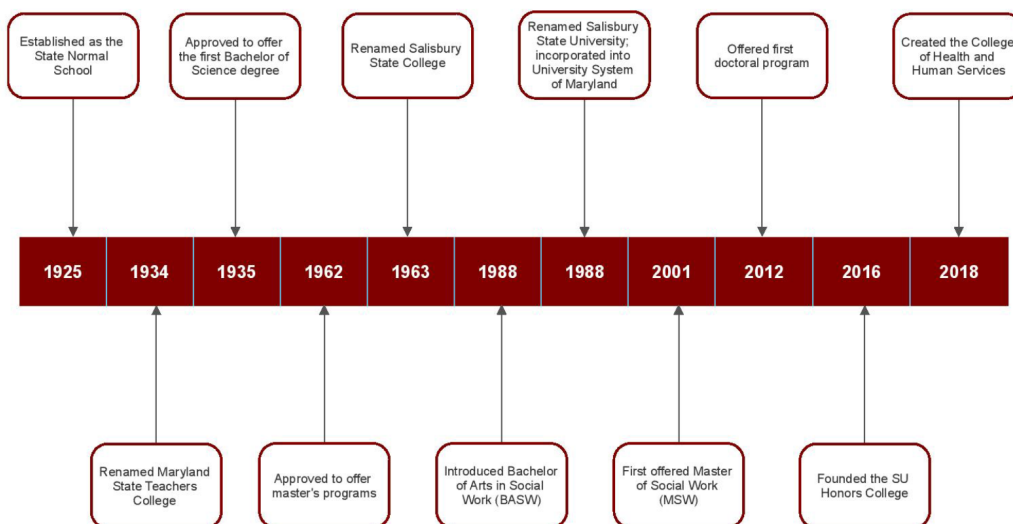 Established as the
State Normal
School
Approved to offer
the first Bachelor of
Science degree
Renamed Salisbury
State College
Renamed Salisbury
State University;
incorporated into
University System
of Maryland
Offered first
doctoral program
Created the College
of Health and
Human Services
1925
1934
1935
1962
1963
1988
1988
2001
2012
2016
2018
Renamed Maryland
State Teachers
College
Approved to offer
master's programs
Introduced Bachelor
of Arts in Social
Work (BASW)
First offered Master
of Social Work
(MSW)
Founded the SU
Honors College